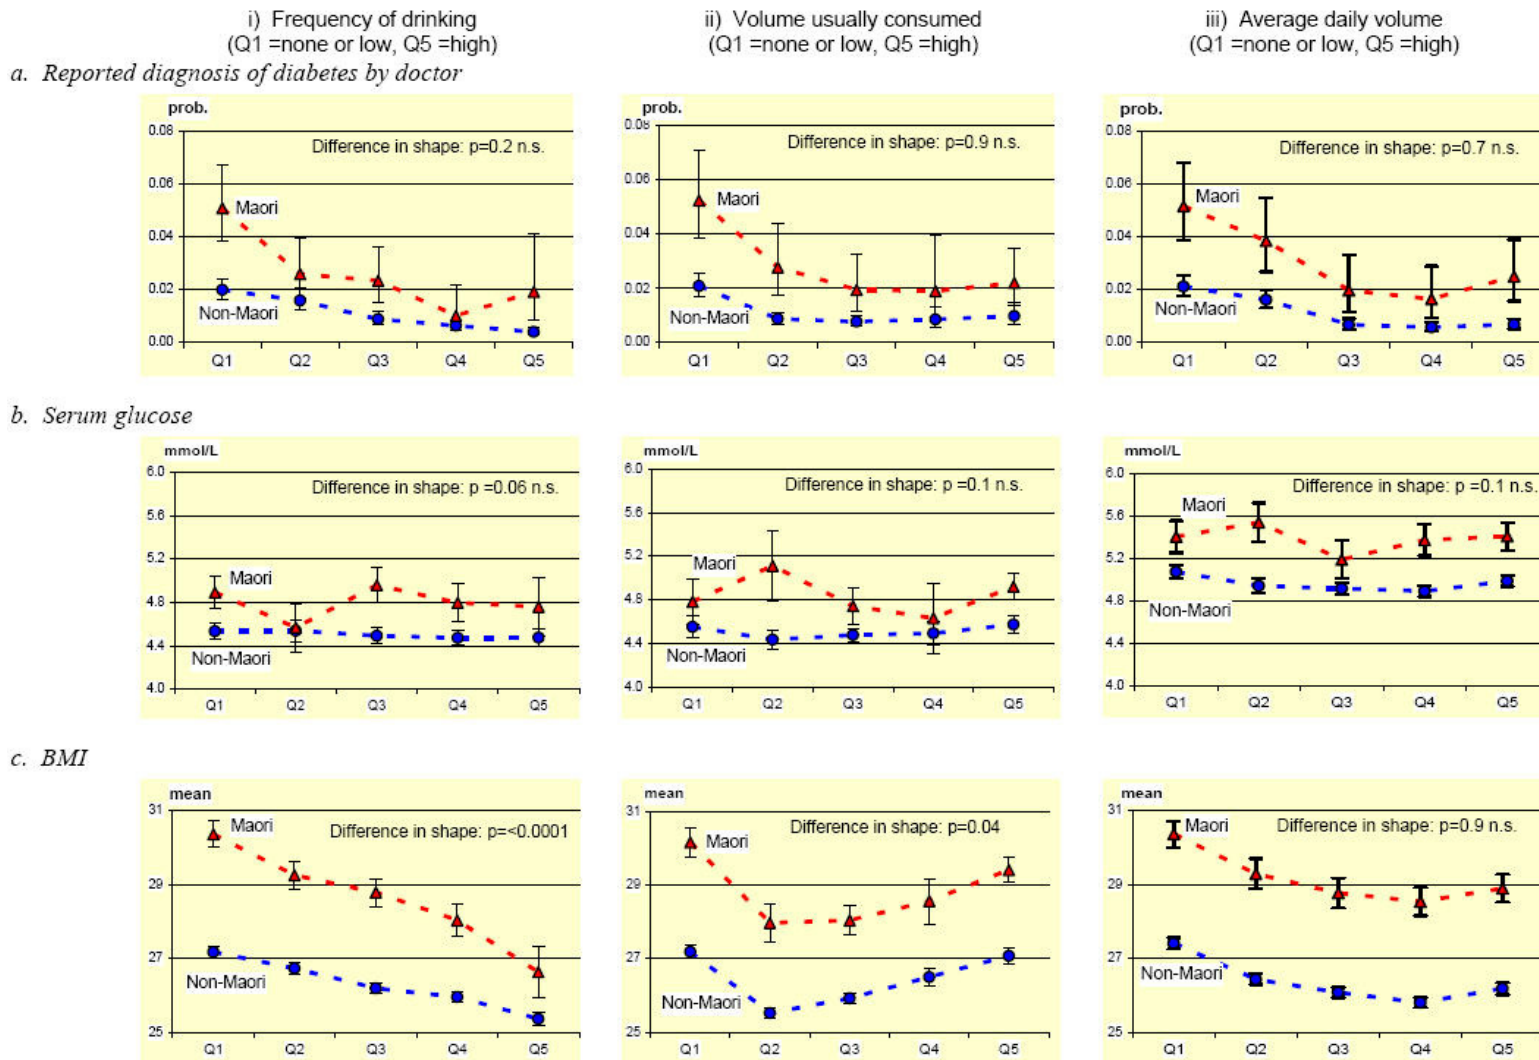 i) Frequency of drinking
(Q1 =none or low, Q5 =high)
ii) Volume usually consumed
(Q1 =none or low, Q5 =high)
iii) Average daily volume
(Q1 =none or low, Q5 =high)
a. Reported diagnosis of diabetes by doctor
prob.
0.08
0.06
0.04
0.02
0.00
Difference in shape: p=0.2 n.s.
Maori
Non-Maori
Q1 Q2 Q3 Q4 Q5
prob.
0.08
0.06
0.04
0.02
0.00
Difference in shape: p=0.9 n.s.
Maori
Non-Maori
Q1 Q2 Q3 Q4 Q5
prob.
0.08
0.06
0.04
0.02
0.00
Difference in shape: p=0.7 n.s.
Maori
Non-Maori
Q1 Q2 Q3 Q4 Q5
b. Serum glucose
mmol/L
6.0
5.6
5.2
4.8
4.4
4.0
Difference in shape: p =0.06 n.s.
Maori
Non-Maori
Q1 Q2 Q3 Q4 Q5
mmol/L
6.0
5.6
5.2
4.8
4.4
4.0
Difference in shape: p =0.1 n.s.
Maori
Non-Maori
Q1 Q2 Q3 Q4 Q5
mmol/L
6.0
5.6
5.2
4.8
4.4
4.0
Difference in shape: p =0.1 n.s.
Maori
Non-Maori
Q1 Q2 Q3 Q4 Q5
c. BMI
mean
31
29
27
25
Difference in shape: p=<0.0001
Maori
Non-Maori
Q1 Q2 Q3 Q4 Q5
mean
31
29
27
25
Difference in shape: p=0.04
Maori
Non-Maori
Q1 Q2 Q3 Q4 Q5
mean
31
29
27
25
Difference in shape: p=0.9 n.s.
Maori
Non-Maori
Q1 Q2 Q3 Q4 Q5